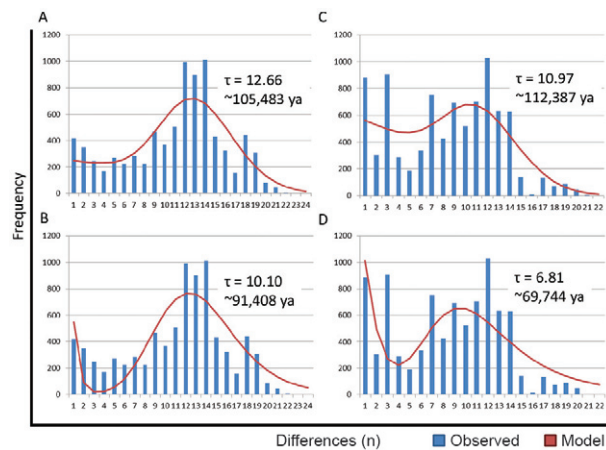 A
1200
1000
800
600
400
200
0
τ = 12.66
~105,483 ya
1 2 3 4 5 6 7 8 9 10 11 12 13 14 15 16 17 18 19 20 21 22 23 24
C
1200
1000
800
600
400
200
0
τ = 10.97
~112,387 ya
1 2 3 4 5 6 7 8 9 10 11 12 13 14 15 16 17 18 19 20 21 22
Frequency
B
1200
1000
800
600
400
200
0
τ = 10.10
~91,408 ya
1 2 3 4 5 6 7 8 9 10 11 12 13 14 15 16 17 18 19 20 21 22 23 24
D
1200
1000
800
600
400
200
0
τ = 6.81
~69,744 ya
1 2 3 4 5 6 7 8 9 10 11 12 13 14 15 16 17 18 19 20 21 22
Differences (n) Observed Model